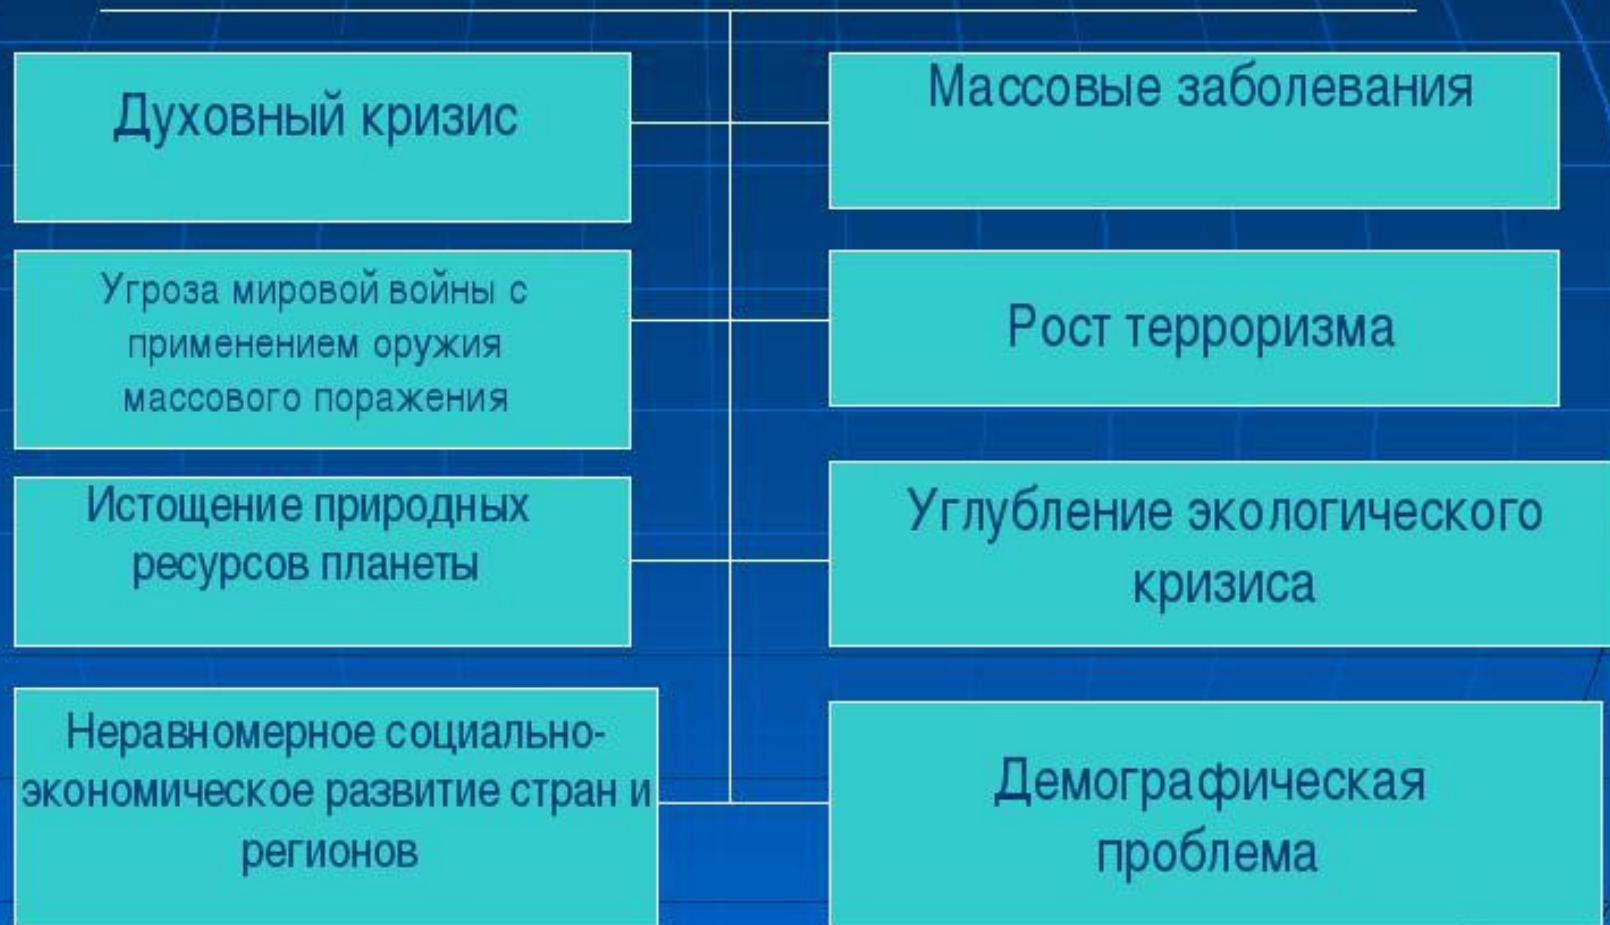 Духовный кризис
Массовые заболевания
Угроза мировой войны с
применением оружия
массового поражения
Рост терроризма
Истощение природных
ресурсов планеты
Углубление экологического
кризиса
Неравномерное социально-
экономическое развитие стран и
регионов
Демографическая
проблема